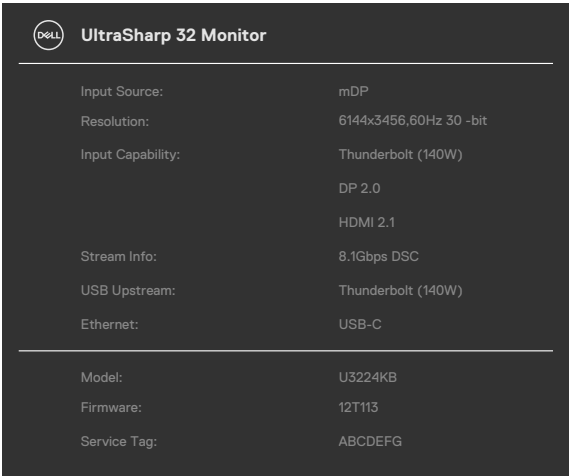 DELL UltraSharp 32 Monitor
Input Source: mDP
Resolution: 6144x3456,60Hz 30 -bit
Input Capability: Thunderbolt (140W)
DP 2.0
HDMI 2.1
Stream Info: 8.1Gbps DSC
USB Upstream: Thunderbolt (140W)
Ethernet: USB-C
Model: U3224KB
Firmware: 12T113
Service Tag: ABCDEFG